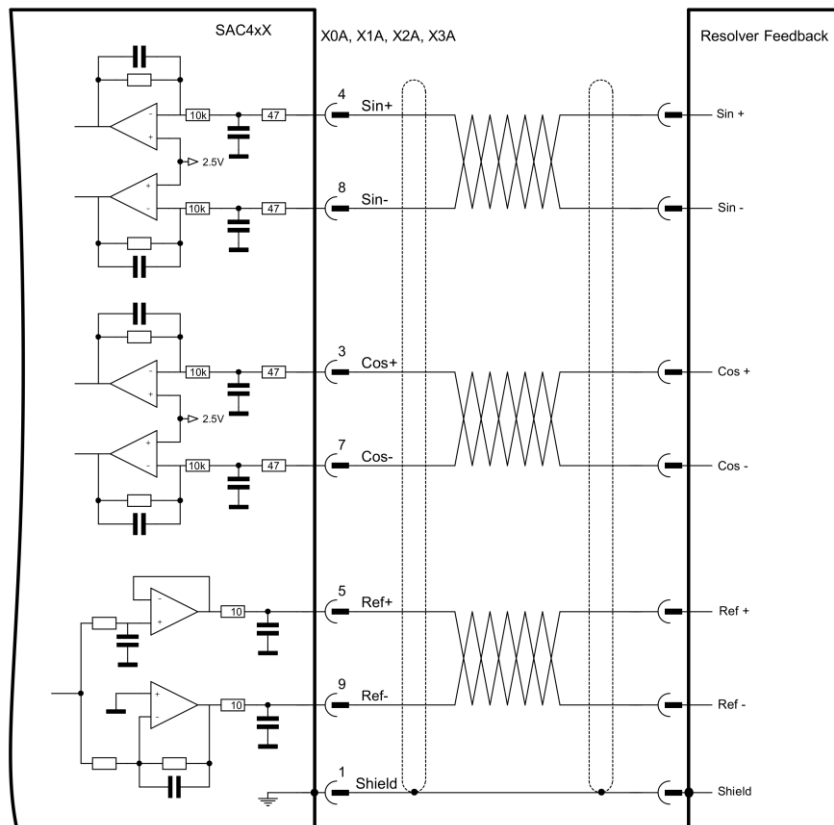 SAC4xX X0A, X1A, X2A, X3A Resolver Feedback
- 10k 47 4 Sin+ Sin +
+
2.5V
+
- 10k 47 8 Sin- Sin -
- 10k 47 3 Cos+ Cos +
+
2.5V
+
- 10k 47 7 Cos- Cos -
- 10 5 Ref+ Ref +
+
+ 10 9 Ref- Ref -
-
1 Shield Shield